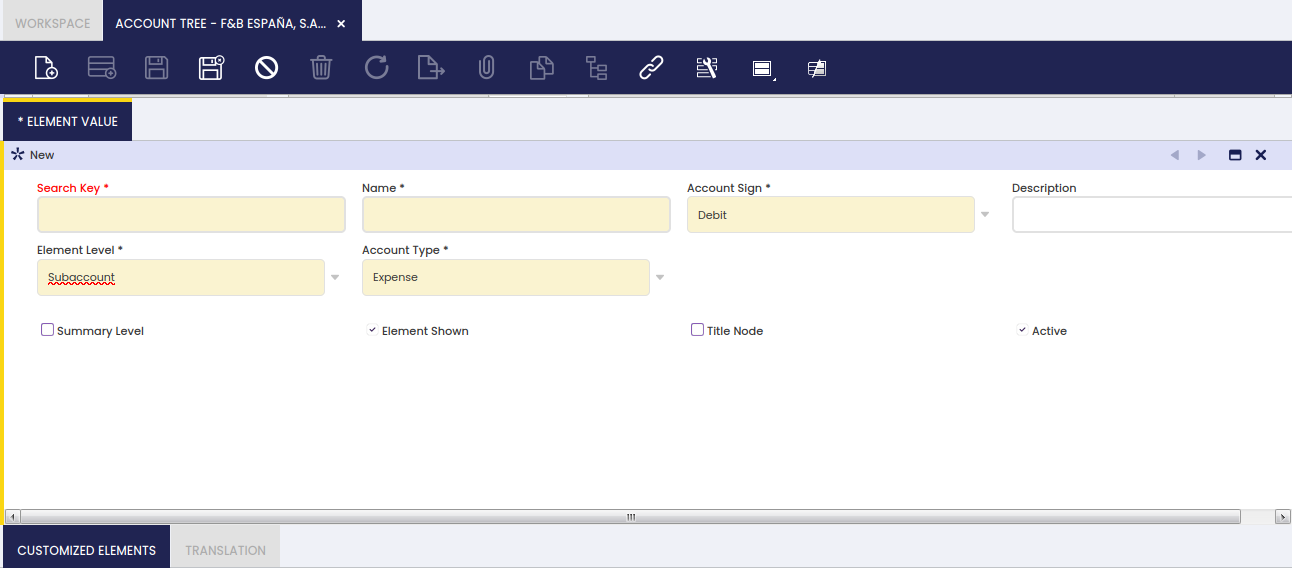 WORKSPACE ACCOUNT TREE - F&B ESPAÑA, S.A... ×
* ELEMENT VALUE
New
Search Key * Name * Account Sign * Description
Debit
Element Level * Account Type *
Subaccount Expense
Summary Level Element Shown Title Node Active
CUSTOMIZED ELEMENTS TRANSLATION